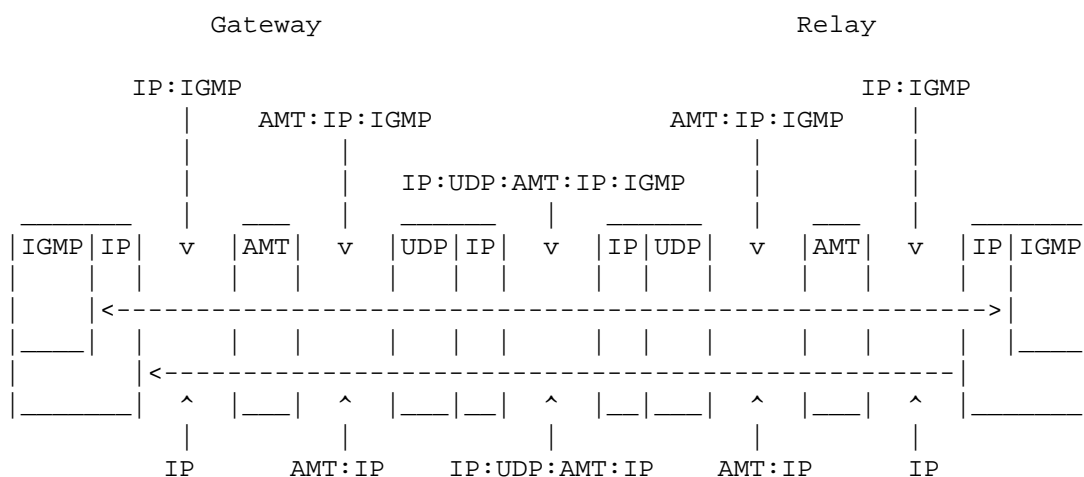 Gateway Relay
IP:IGMP IP:IGMP
AMT:IP:IGMP AMT:IP:IGMP
IP:UDP:AMT:IP:IGMP
IGMP IP v AMT v UDP IP v IP UDP v AMT v IP IGMP
IP AMT:IP IP:UDP:AMT:IP AMT:IP IP